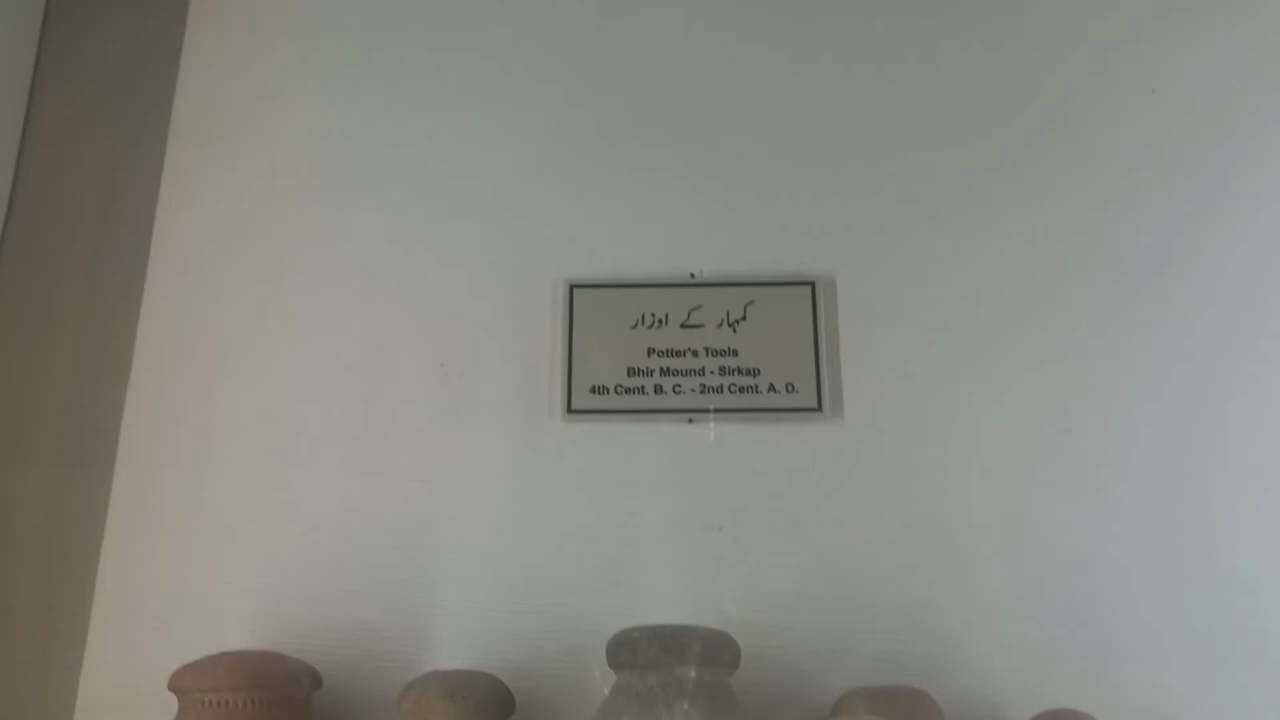 کمہار کے اوزار
Potter's Tools
Bhir Mound - Sirkap
4th Cent. B. C. - 2nd Cent. A. D.